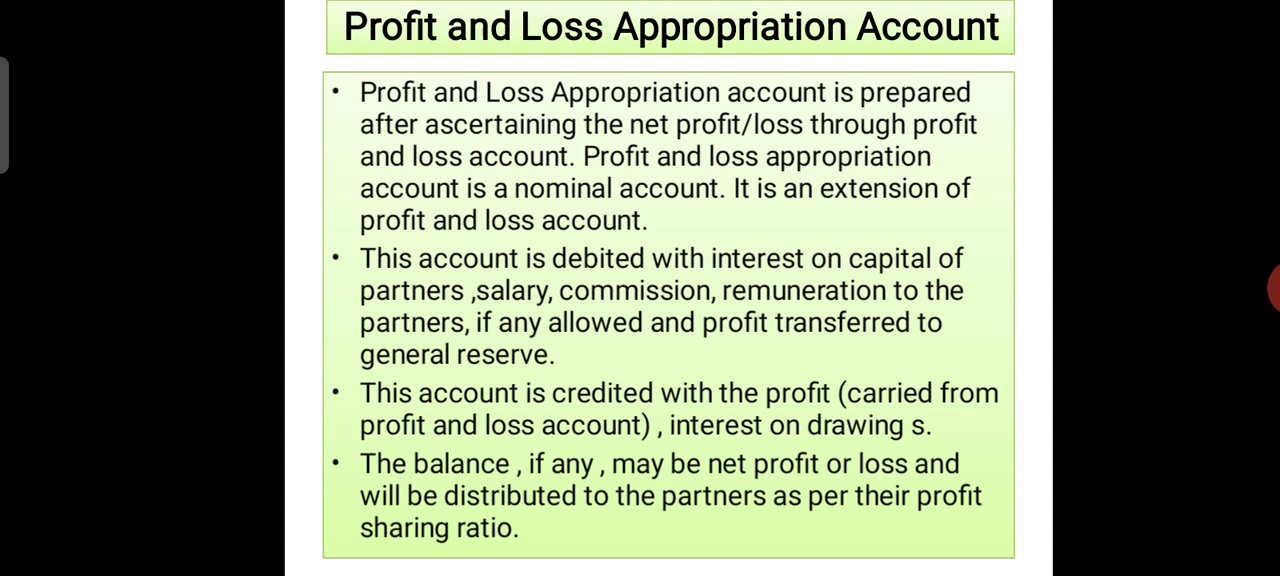 Profit and Loss Appropriation Account
• Profit and Loss Appropriation account is prepared
after ascertaining the net profit/loss through profit
and loss account. Profit and loss appropriation
account is a nominal account. It is an extension of
profit and loss account.
• This account is debited with interest on capital of
partners ,salary, commission, remuneration to the
partners, if any allowed and profit transferred to
general reserve.
• This account is credited with the profit (carried from
profit and loss account) , interest on drawing s.
• The balance , if any , may be net profit or loss and
will be distributed to the partners as per their profit
sharing ratio.